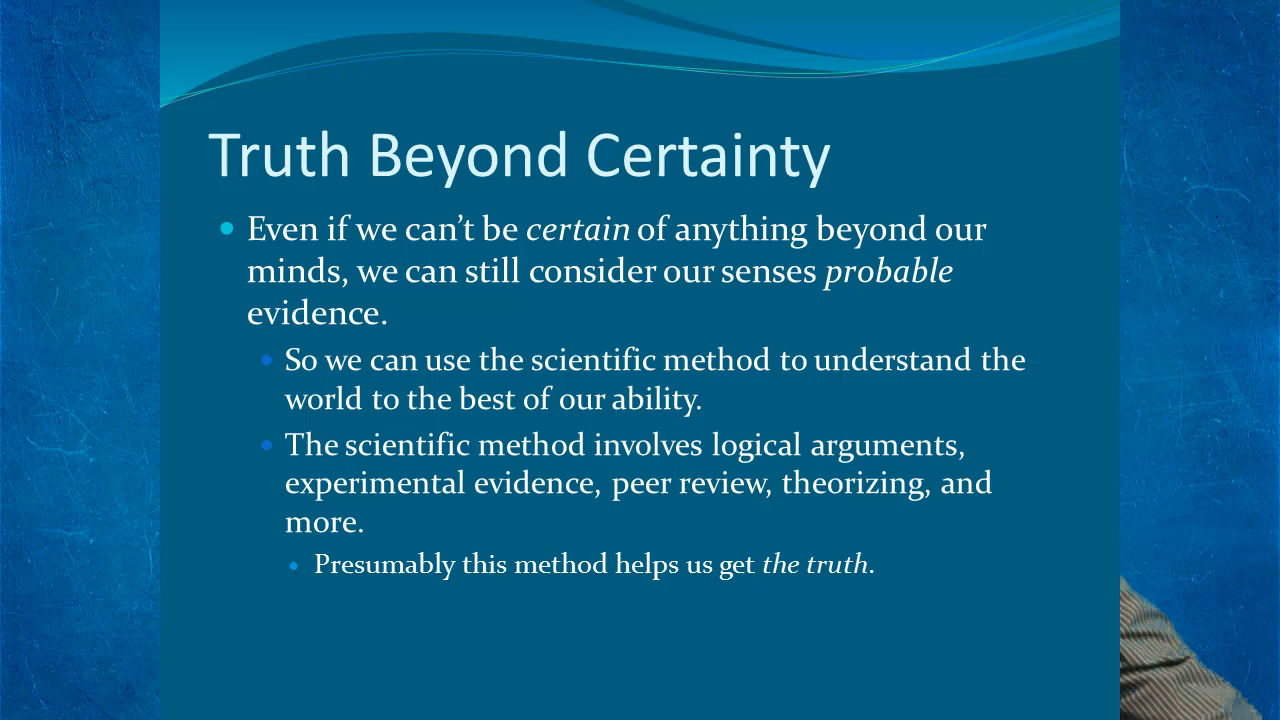 Truth Beyond Certainty
Even if we can’t be certain of anything beyond our
minds, we can still consider our senses probable
evidence.
So we can use the scientific method to understand the
world to the best of our ability.
The scientific method involves logical arguments,
experimental evidence, peer review, theorizing, and
more.
Presumably this method helps us get the truth.